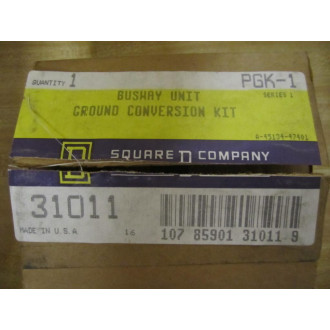 QUANTITY 1 PGK-1
SERIES 1
BUSWAY UNIT
GROUND CONVERSION KIT
D SQUARE D COMPANY
31011
MADE IN U.S.A. 16 107 85901 31011 9